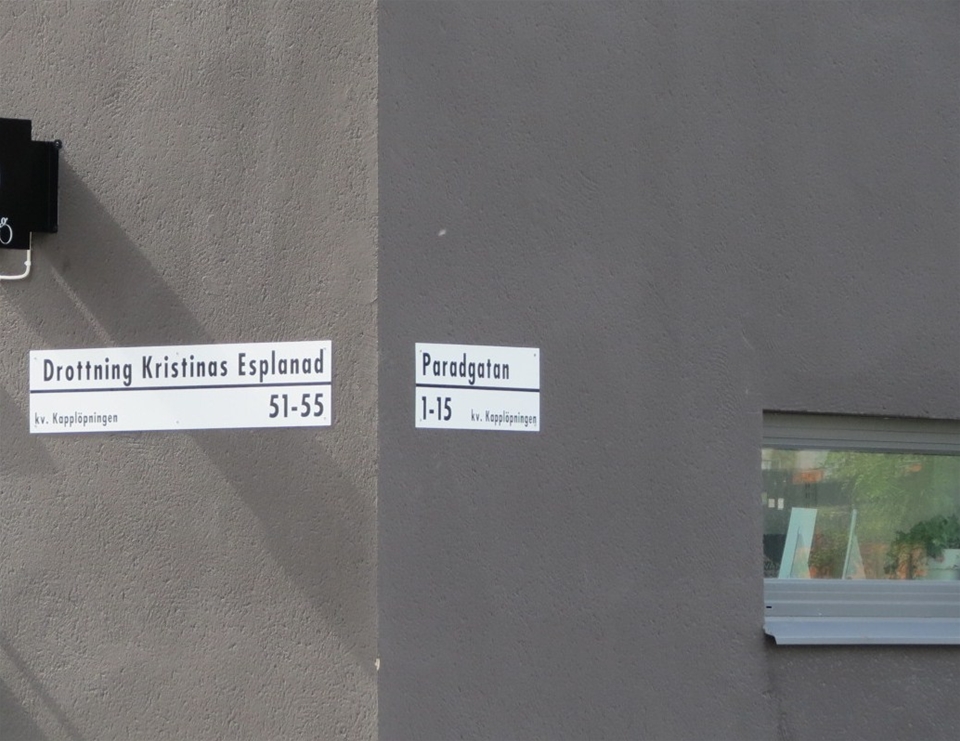 Drottning Kristinas Esplanad
51-55
kv. Kapplöpningen
Paradgatan
1-15 kv. Kapplöpningen